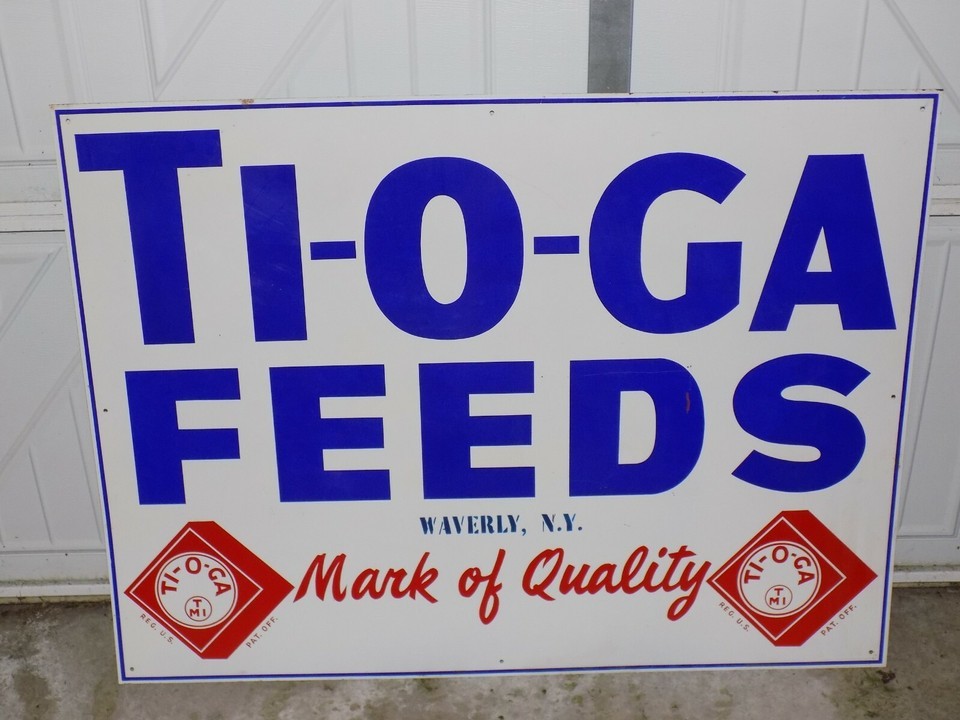 TI-O-GA
FEEDS
WAVERLY, N.Y.
Mark of Quality
TI-O-GA
T
MI
REG. U.S. PAT. OFF.
TI-O-GA
T
MI
REG. U.S. PAT. OFF.